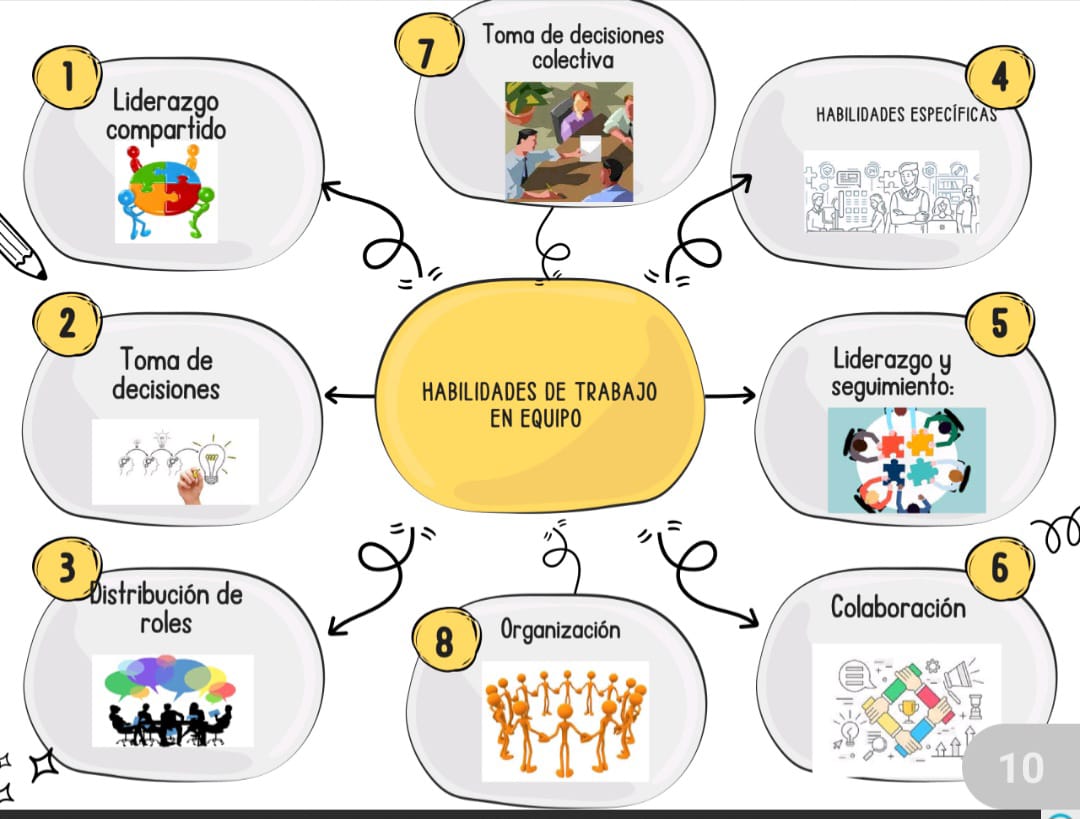 1
Liderazgo
compartido
7
Toma de decisiones
colectiva
4
HABILIDADES ESPECÍFICAS
2
Toma de
decisiones
HABILIDADES DE TRABAJO
EN EQUIPO
5
Liderazgo y
seguimiento:
3
Distribución de
roles
8
Organización
6
Colaboración
10